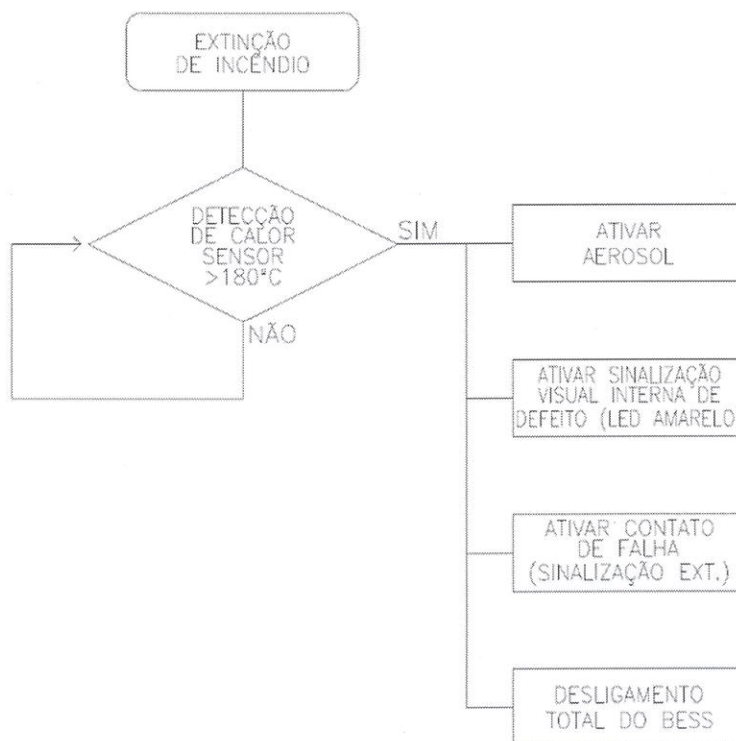 EXTINÇÃO
DE INCÊNDIO
DETECÇÃO
DE CALOR
SENSOR
>180°C
SIM
NÃO
ATIVAR
AEROSOL
ATIVAR SINALIZAÇÃO
VISUAL INTERNA DE
DEFEITO (LED AMARELO
ATIVAR CONTATO
DE FALHA
(SINALIZAÇÃO EXT.)
DESLIGAMENTO
TOTAL DO BESS